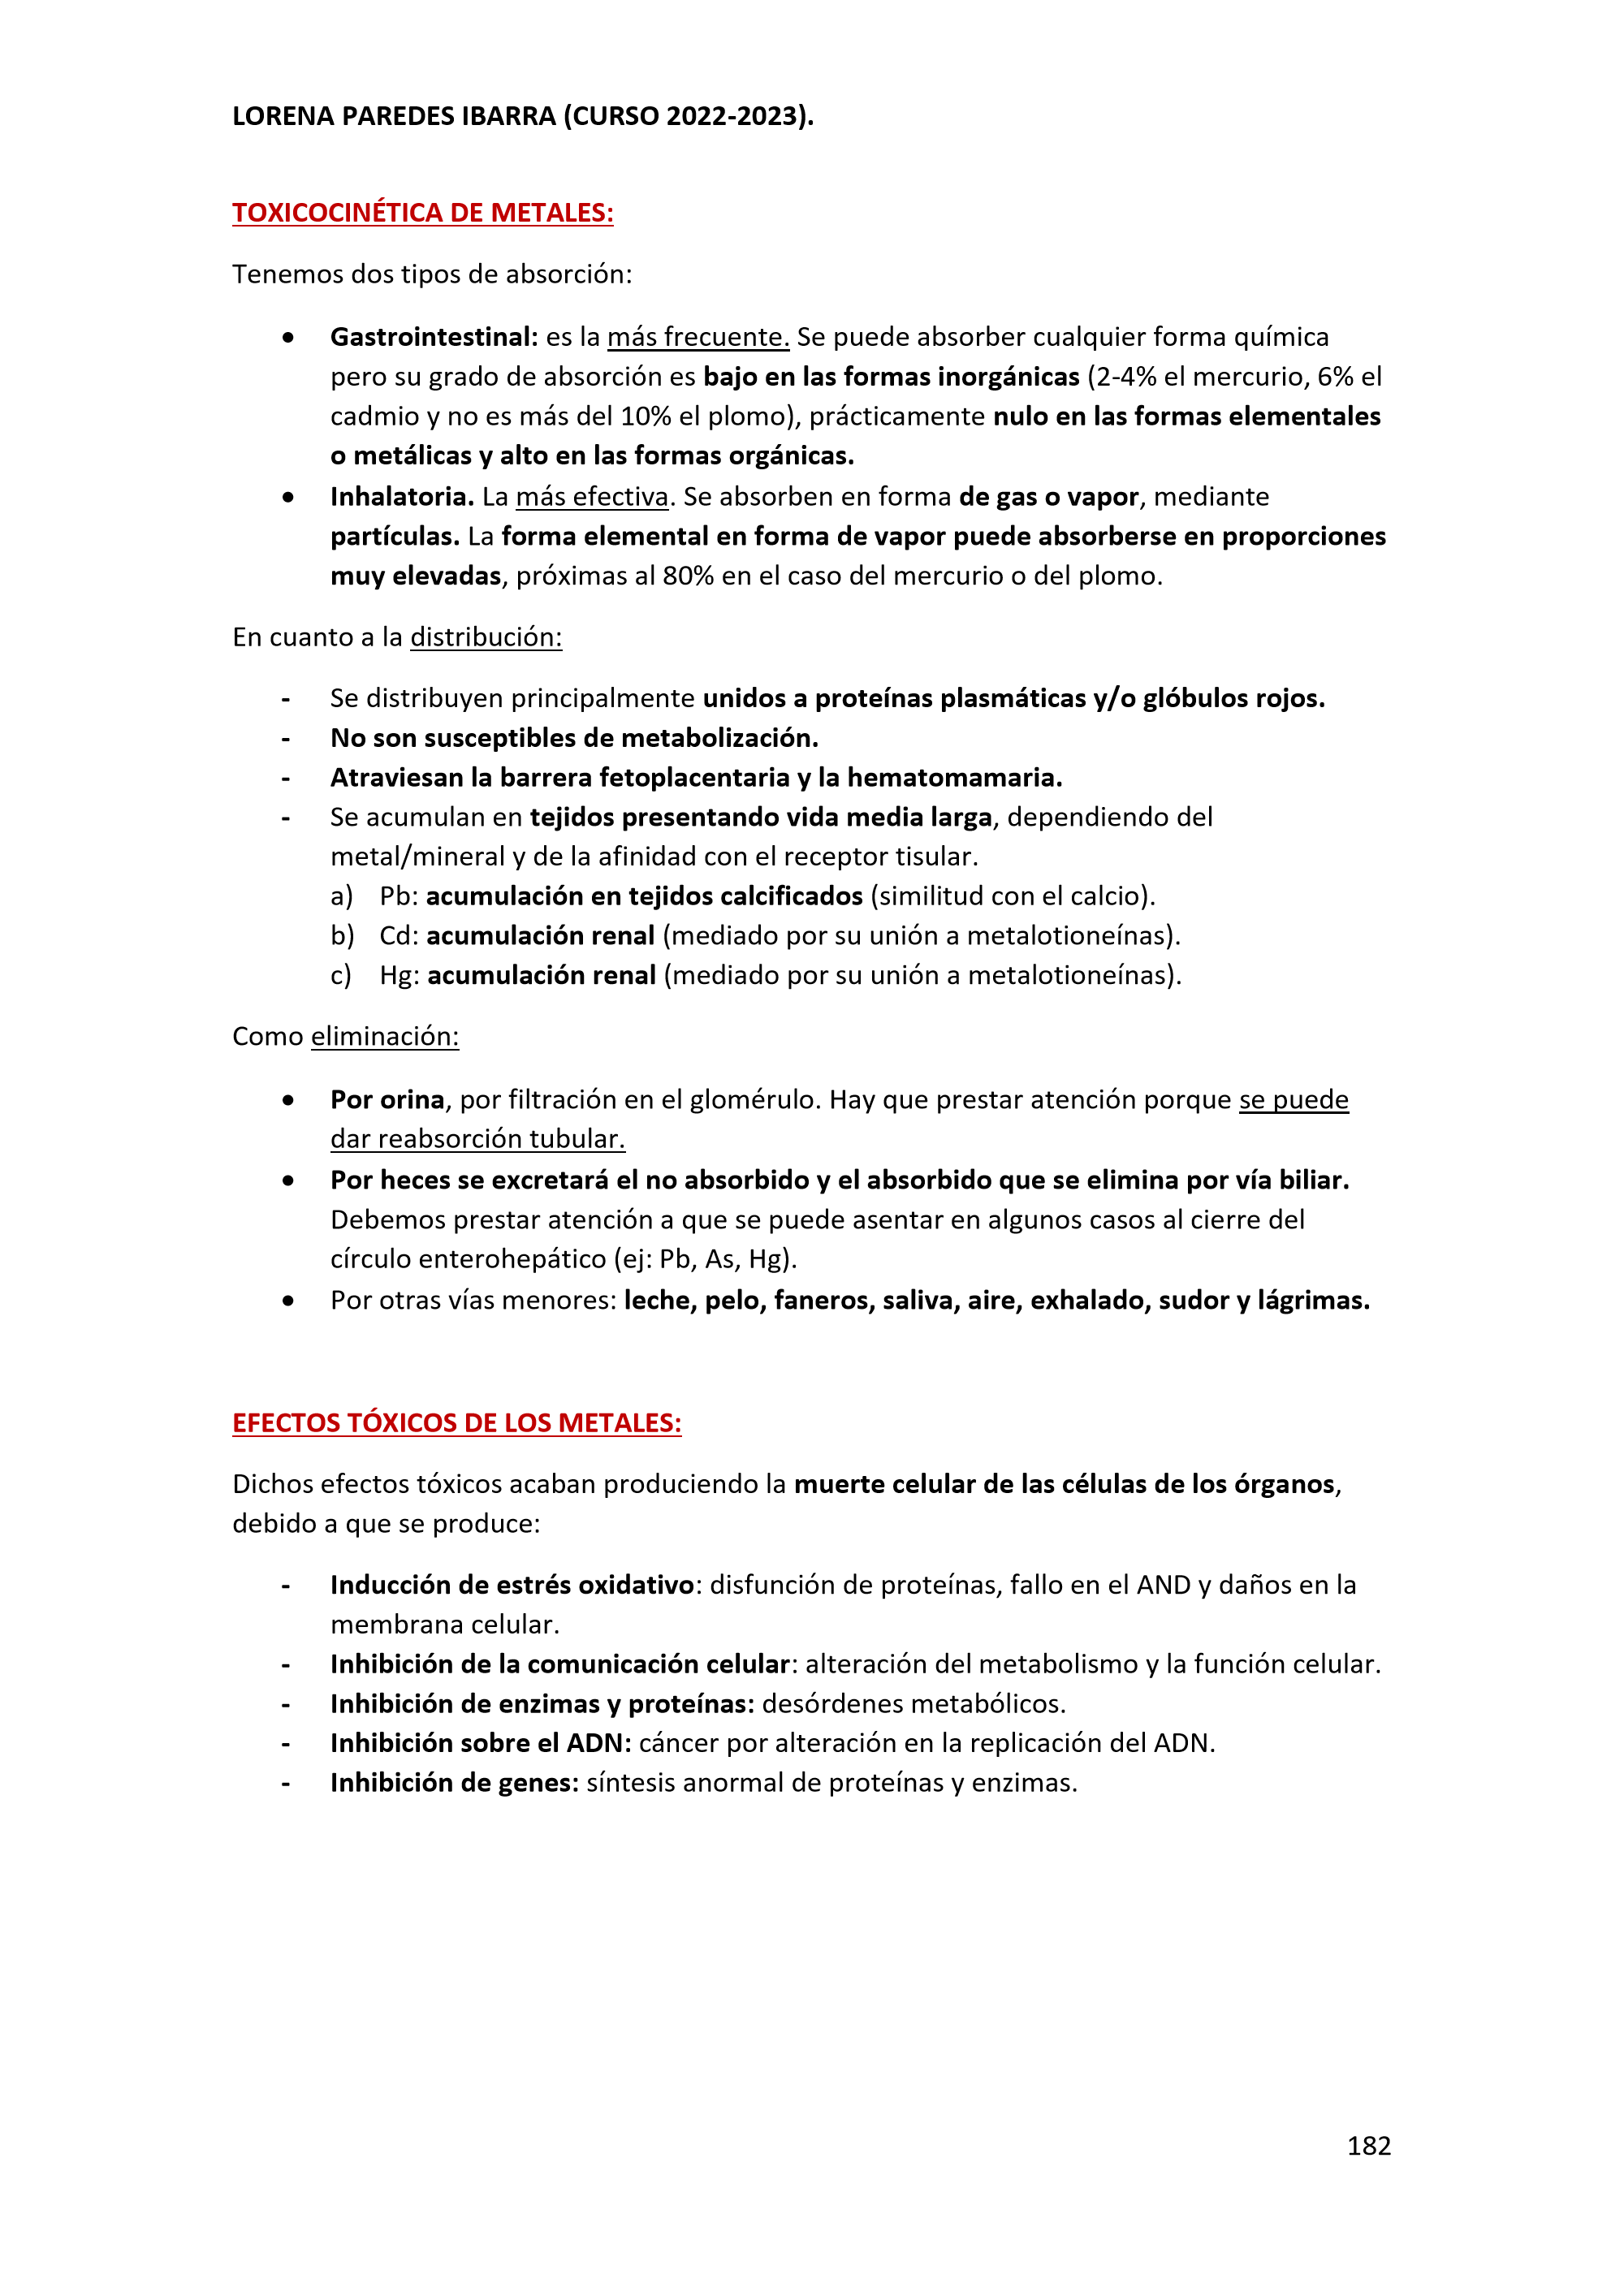 LORENA PAREDES IBARRA (CURSO 2022-2023).
TOXICOCINÉTICA DE METALES:
Tenemos dos tipos de absorción:
• Gastrointestinal: es la más frecuente. Se puede absorber cualquier forma química
pero su grado de absorción es bajo en las formas inorgánicas (2-4% el mercurio, 6% el
cadmio y no es más del 10% el plomo), prácticamente nulo en las formas elementales
o metálicas y alto en las formas orgánicas.
• Inhalatoria. La más efectiva. Se absorben en forma de gas o vapor, mediante
partículas. La forma elemental en forma de vapor puede absorberse en proporciones
muy elevadas, próximas al 80% en el caso del mercurio o del plomo.
En cuanto a la distribución:
- Se distribuyen principalmente unidos a proteínas plasmáticas y/o glóbulos rojos.
- No son susceptibles de metabolización.
- Atraviesan la barrera fetoplacentaria y la hematomamaria.
- Se acumulan en tejidos presentando vida media larga, dependiendo del
metal/mineral y de la afinidad con el receptor tisular.
a) Pb: acumulación en tejidos calcificados (similitud con el calcio).
b) Cd: acumulación renal (mediado por su unión a metalotioneínas).
c) Hg: acumulación renal (mediado por su unión a metalotioneínas).
Como eliminación:
• Por orina, por filtración en el glomérulo. Hay que prestar atención porque se puede
dar reabsorción tubular.
• Por heces se excretará el no absorbido y el absorbido que se elimina por vía biliar.
Debemos prestar atención a que se puede asentar en algunos casos al cierre del
círculo enterohepático (ej: Pb, As, Hg).
• Por otras vías menores: leche, pelo, faneros, saliva, aire, exhalado, sudor y lágrimas.
EFECTOS TÓXICOS DE LOS METALES:
Dichos efectos tóxicos acaban produciendo la muerte celular de las células de los órganos,
debido a que se produce:
- Inducción de estrés oxidativo: disfunción de proteínas, fallo en el AND y daños en la
membrana celular.
- Inhibición de la comunicación celular: alteración del metabolismo y la función celular.
- Inhibición de enzimas y proteínas: desórdenes metabólicos.
- Inhibición sobre el ADN: cáncer por alteración en la replicación del ADN.
- Inhibición de genes: síntesis anormal de proteínas y enzimas.
182